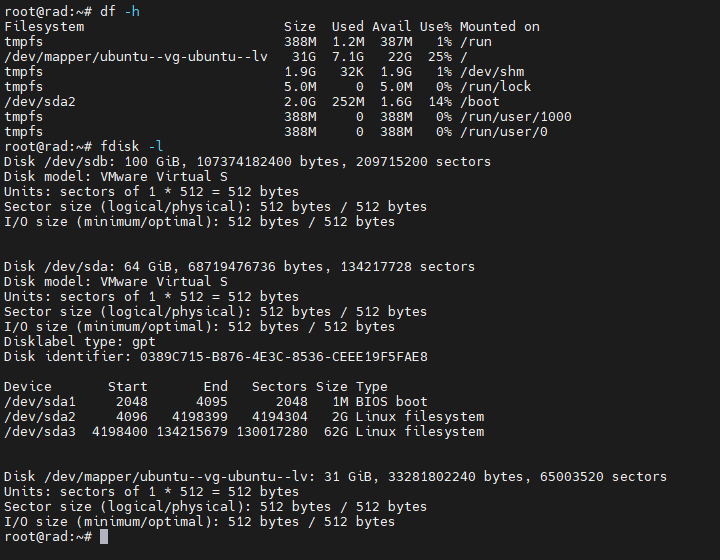 root@rad:~# df -h
Filesystem                         Size  Used Avail Use% Mounted on
tmpfs                              388M  1.2M  387M   1% /run
/dev/mapper/ubuntu--vg-ubuntu--lv   31G  7.1G   22G  25% /
tmpfs                              1.9G   32K  1.9G   1% /dev/shm
tmpfs                              5.0M     0  5.0M   0% /run/lock
/dev/sda2                          2.0G  252M  1.6G  14% /boot
tmpfs                              388M     0  388M   0% /run/user/1000
tmpfs                              388M     0  388M   0% /run/user/0
root@rad:~# fdisk -l
Disk /dev/sdb: 100 GiB, 107374182400 bytes, 209715200 sectors
Disk model: VMware Virtual S
Units: sectors of 1 * 512 = 512 bytes
Sector size (logical/physical): 512 bytes / 512 bytes
I/O size (minimum/optimal): 512 bytes / 512 bytes
Disk /dev/sda: 64 GiB, 68719476736 bytes, 134217728 sectors
Disk model: VMware Virtual S
Units: sectors of 1 * 512 = 512 bytes
Sector size (logical/physical): 512 bytes / 512 bytes
I/O size (minimum/optimal): 512 bytes / 512 bytes
Disklabel type: gpt
Disk identifier: 0389C715-B876-4E3C-8536-CEEE19F5FAE8
Device       Start       End   Sectors Size Type
/dev/sda1     2048      4095      2048   1M BIOS boot
/dev/sda2     4096   4198399   4194304   2G Linux filesystem
/dev/sda3  4198400 134215679 130017280  62G Linux filesystem
Disk /dev/mapper/ubuntu--vg-ubuntu--lv: 31 GiB, 33281802240 bytes, 65003520 sectors
Units: sectors of 1 * 512 = 512 bytes
Sector size (logical/physical): 512 bytes / 512 bytes
I/O size (minimum/optimal): 512 bytes / 512 bytes
root@rad:~#